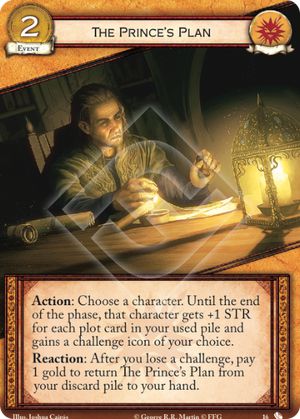 2
EVENT
THE PRINCE'S PLAN
Action: Choose a character. Until the end
of the phase, that character gets +1 STR
for each plot card in your used pile and
gains a challenge icon of your choice.
Reaction: After you lose a challenge, pay
1 gold to return The Prince's Plan from
your discard pile to your hand.
Illus. Joshua Cairós
© George R.R. Martin © FFG
16